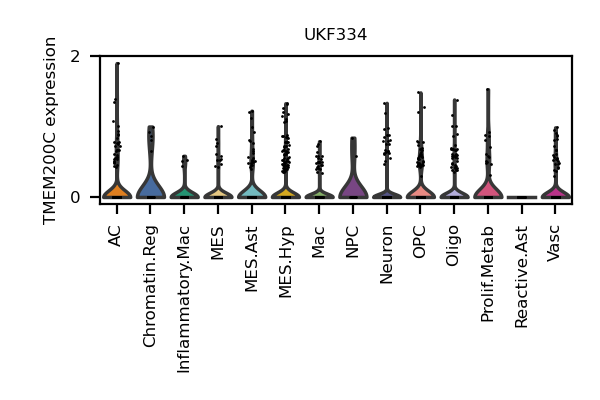 UKF334
TMEM200C expression
2
0
AC
Chromatin.Reg
Inflammatory.Mac
MES
MES.Ast
MES.Hyp
Mac
NPC
Neuron
OPC
Oligo
Prolif.Metab
Reactive.Ast
Vasc